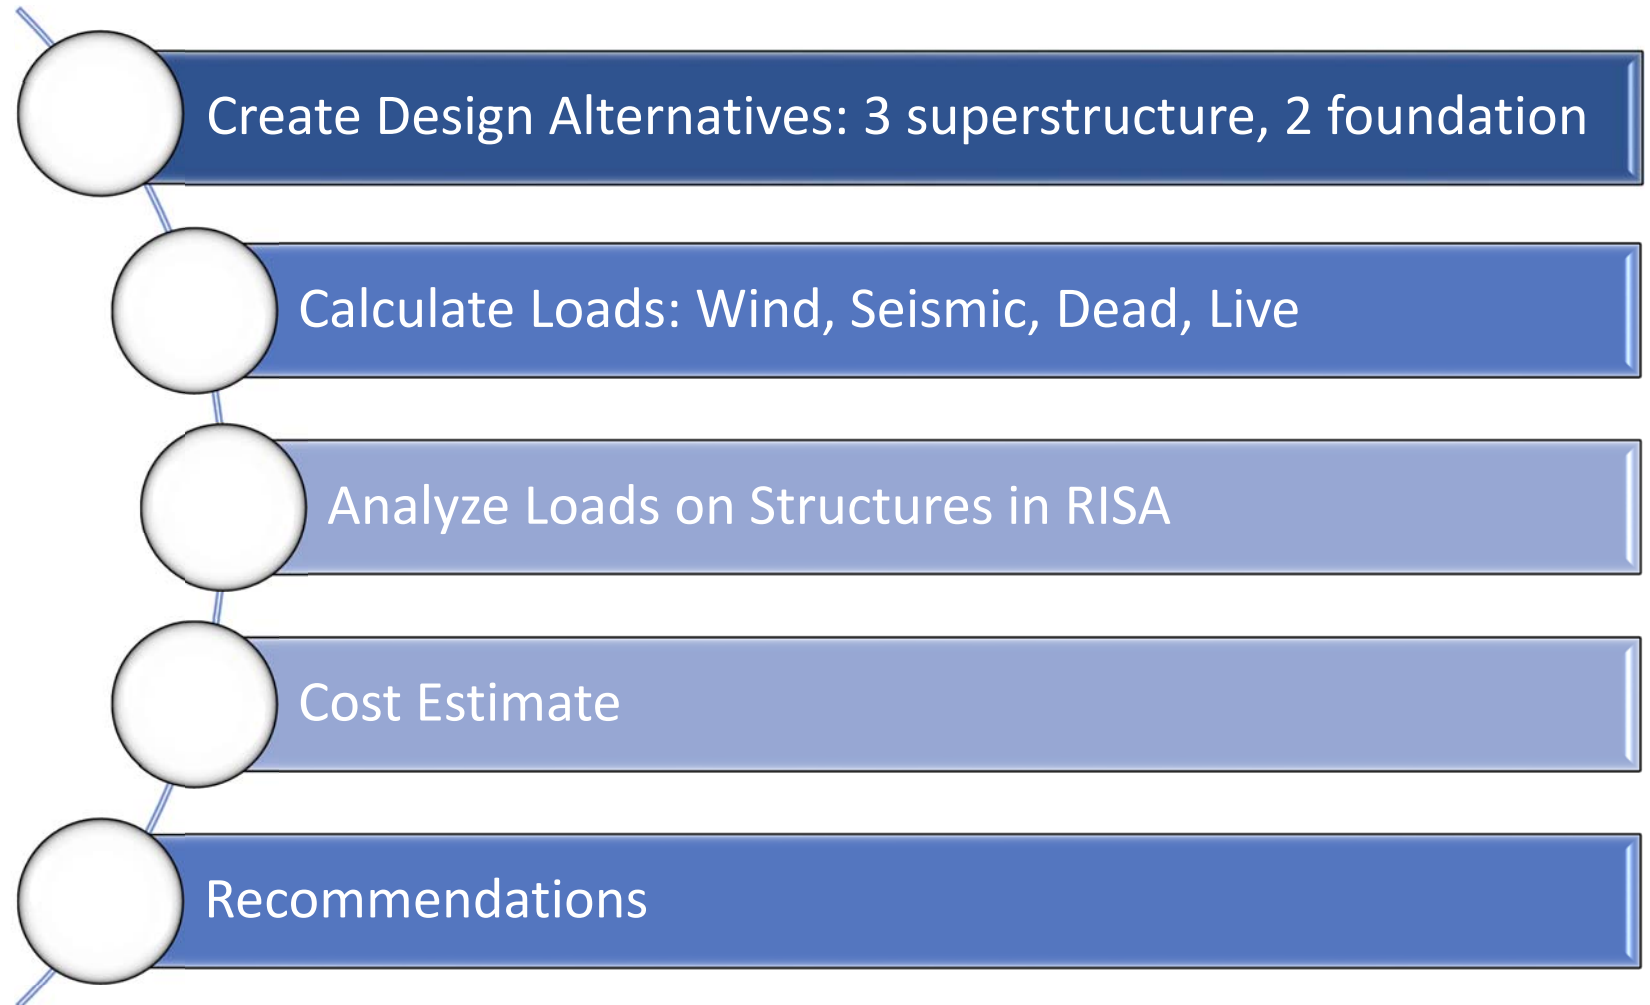 Create Design Alternatives: 3 superstructure, 2 foundation
Calculate Loads: Wind, Seismic, Dead, Live
Analyze Loads on Structures in RISA
Cost Estimate
Recommendations